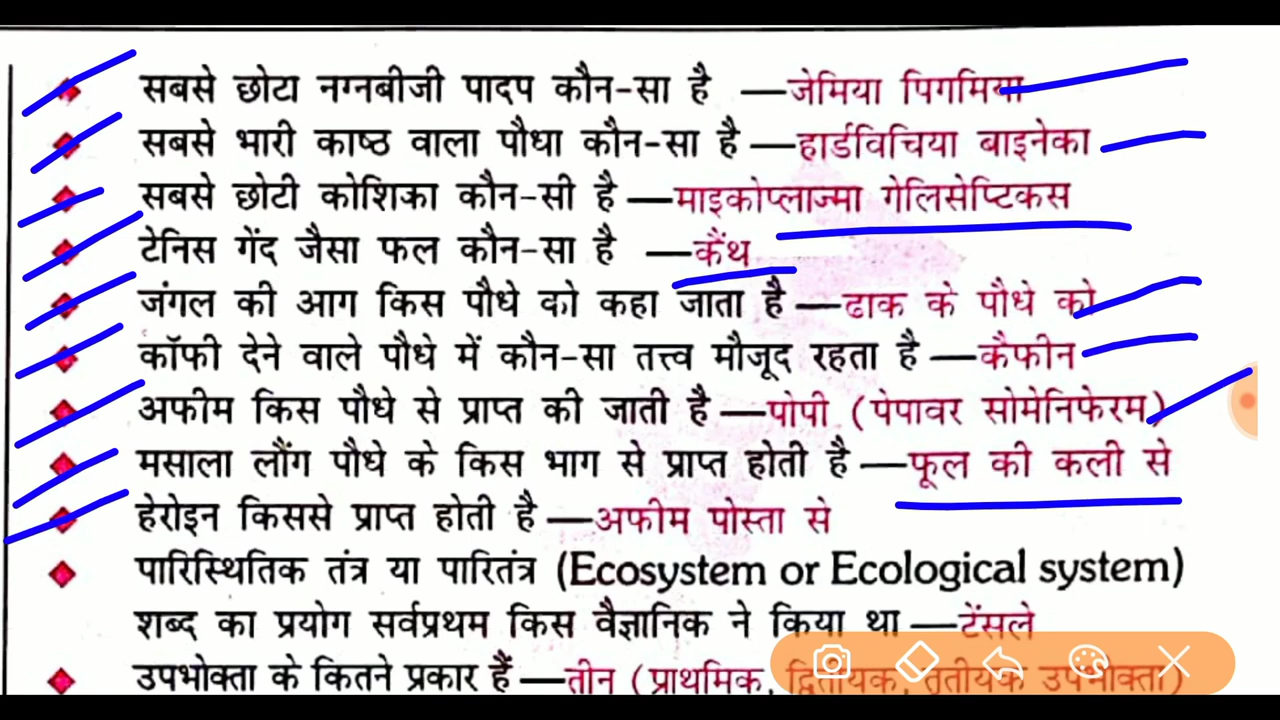 सबसे छोटा नग्नबीजी पादप कौन-सा है —जेमिया पिगमिया
सबसे भारी काष्ठ वाला पौधा कौन-सा है —हार्डविचिया बाइनेका
सबसे छोटी कोशिका कौन-सी है —माइकोप्लाज्मा गेलिसेप्टिकस
टेनिस गेंद जैसा फल कौन-सा है —कैंथ
जंगल की आग किस पौधे को कहा जाता है —ढाक के पौधे को
कॉफी देने वाले पौधे में कौन-सा तत्त्व मौजूद रहता है —कैफीन
अफीम किस पौधे से प्राप्त की जाती है —पोपी (पेपावर सोमेनिफेरम)
मसाला लौंग पौधे के किस भाग से प्राप्त होती है —फूल की कली से
हेरोइन किससे प्राप्त होती है —अफीम पोस्ता से
पारिस्थितिक तंत्र या पारितंत्र (Ecosystem or Ecological system)
शब्द का प्रयोग सर्वप्रथम किस वैज्ञानिक ने किया था —टेंसले
उपभोक्ता के कितने प्रकार हैं —तीन (प्राथमिक, द्वितीयक, तृतीयक उपभोक्ता)